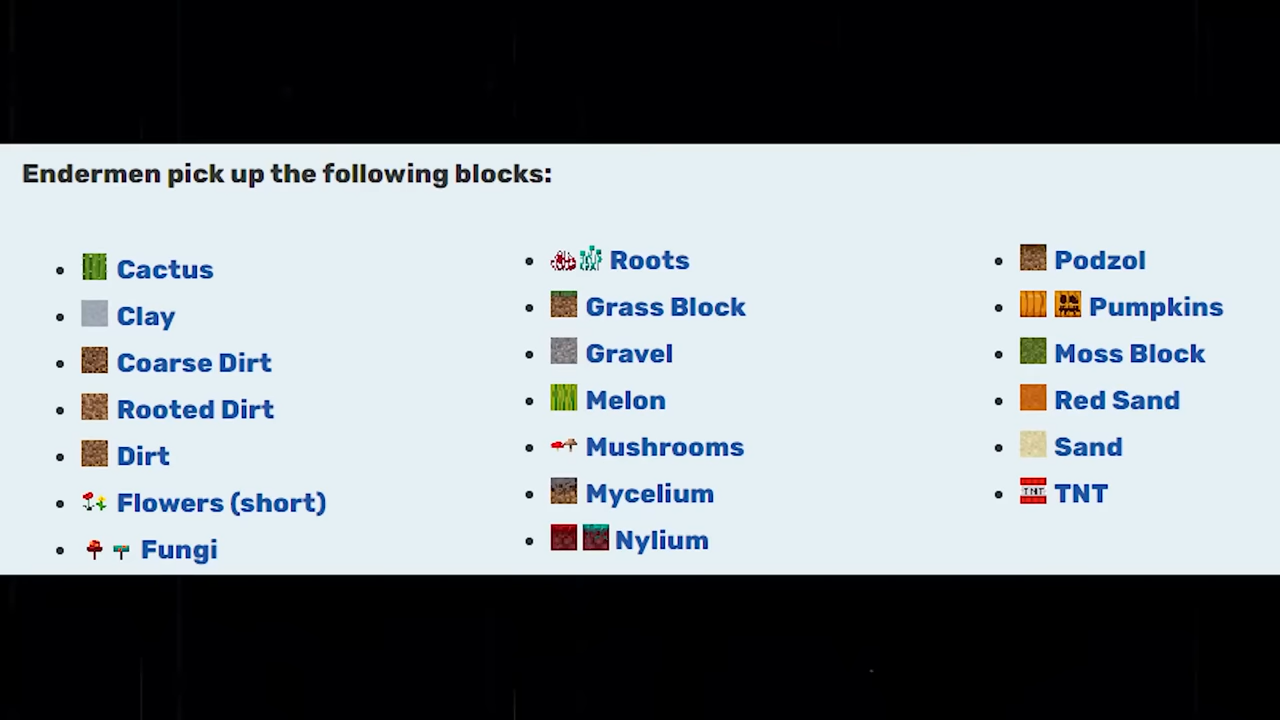 Endermen pick up the following blocks:
Cactus
Clay
Coarse Dirt
Rooted Dirt
Dirt
Flowers (short)
Fungi
Roots
Grass Block
Gravel
Melon
Mushrooms
Mycelium
Nylium
Podzol
Pumpkins
Moss Block
Red Sand
Sand
TNT
TNT